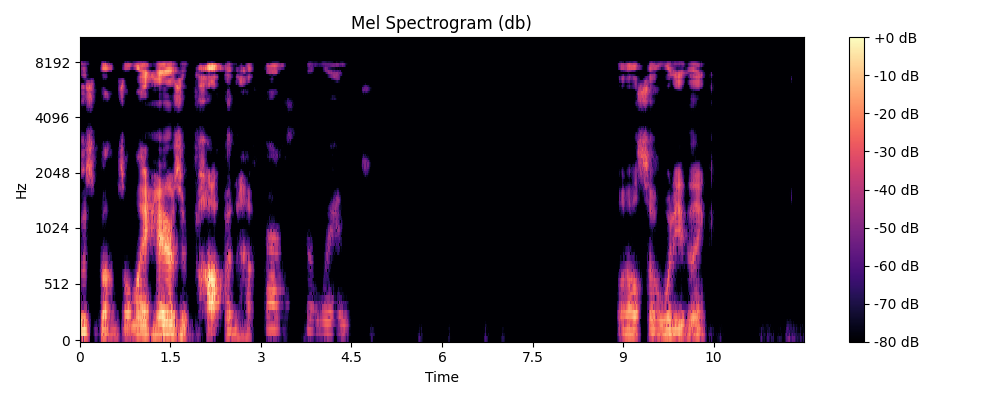 Mel Spectrogram (db)
Hz
8192
4096
2048
1024
512
0
0 1.5 3 4.5 6 7.5 9 10
Time
+0 dB
-10 dB
-20 dB
-30 dB
-40 dB
-50 dB
-60 dB
-70 dB
-80 dB